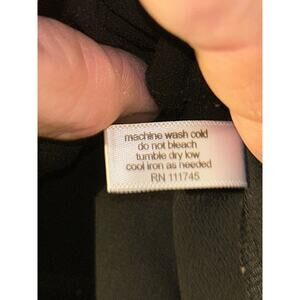 machine wash cold
do not bleach
tumble dry low
cool iron as needed
RN 111745